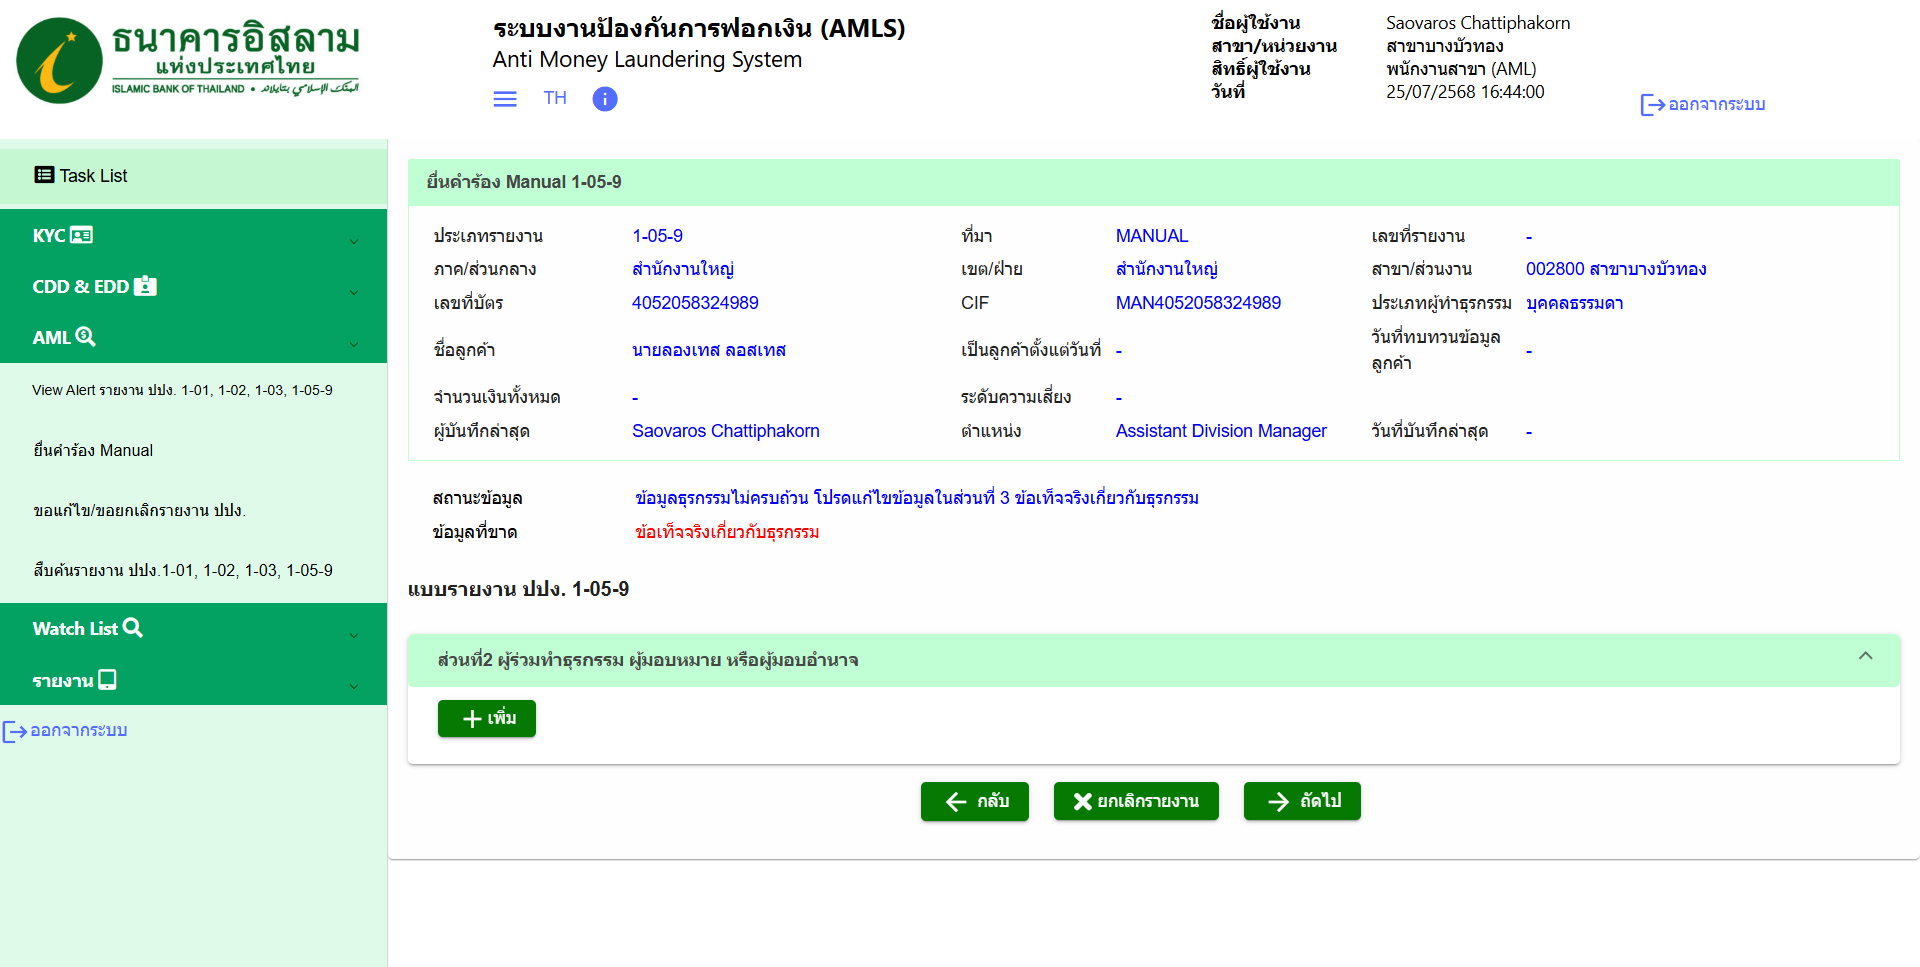 ธนาคารอิสลาม
แห่งประเทศไทย
ISLAMIC BANK OF THAILAND •
ระบบงานป้องกันการฟอกเงิน (AMLS)
Anti Money Laundering System
TH
ชื่อผู้ใช้งาน Saovaros Chattiphakorn
สาขา/หน่วยงาน สาขาบางบัวทอง
สิทธิ์ผู้ใช้งาน พนักงานสาขา (AML)
วันที่ 25/07/2568 16:44:00
ออกจากระบบ
Task List
KYC
CDD & EDD
AML
View Alert รายงาน ปปง. 1-01, 1-02, 1-03, 1-05-9
ยื่นคำร้อง Manual
ขอแก้ไข/ขอยกเลิกรายงาน ปปง.
สืบค้นรายงาน ปปง.1-01, 1-02, 1-03, 1-05-9
Watch List
รายงาน
ออกจากระบบ
ยื่นคำร้อง Manual 1-05-9
ประเภทรายงาน 1-05-9 ที่มา MANUAL เลขที่รายงาน -
ภาค/ส่วนกลาง สำนักงานใหญ่ เขต/ฝ่าย สำนักงานใหญ่ สาขา/ส่วนงาน 002800 สาขาบางบัวทอง
เลขที่บัตร 4052058324989 CIF MAN4052058324989 ประเภทผู้ทำธุรกรรม บุคคลธรรมดา
ชื่อลูกค้า นายลองเทส ลอสเทส เป็นลูกค้าตั้งแต่วันที่ - วันที่ทบทวนข้อมูล
ลูกค้า -
จำนวนเงินทั้งหมด - ระดับความเสี่ยง -
ผู้บันทึกล่าสุด Saovaros Chattiphakorn ตำแหน่ง Assistant Division Manager วันที่บันทึกล่าสุด -
สถานะข้อมูล ข้อมูลธุรกรรมไม่ครบถ้วน โปรดแก้ไขข้อมูลในส่วนที่ 3 ข้อเท็จจริงเกี่ยวกับธุรกรรม
ข้อมูลที่ขาด ข้อเท็จจริงเกี่ยวกับธุรกรรม
แบบรายงาน ปปง. 1-05-9
ส่วนที่2 ผู้ร่วมทำธุรกรรม ผู้มอบหมาย หรือผู้มอบอำนาจ
เพิ่ม
กลับ ยกเลิกรายงาน ถัดไป